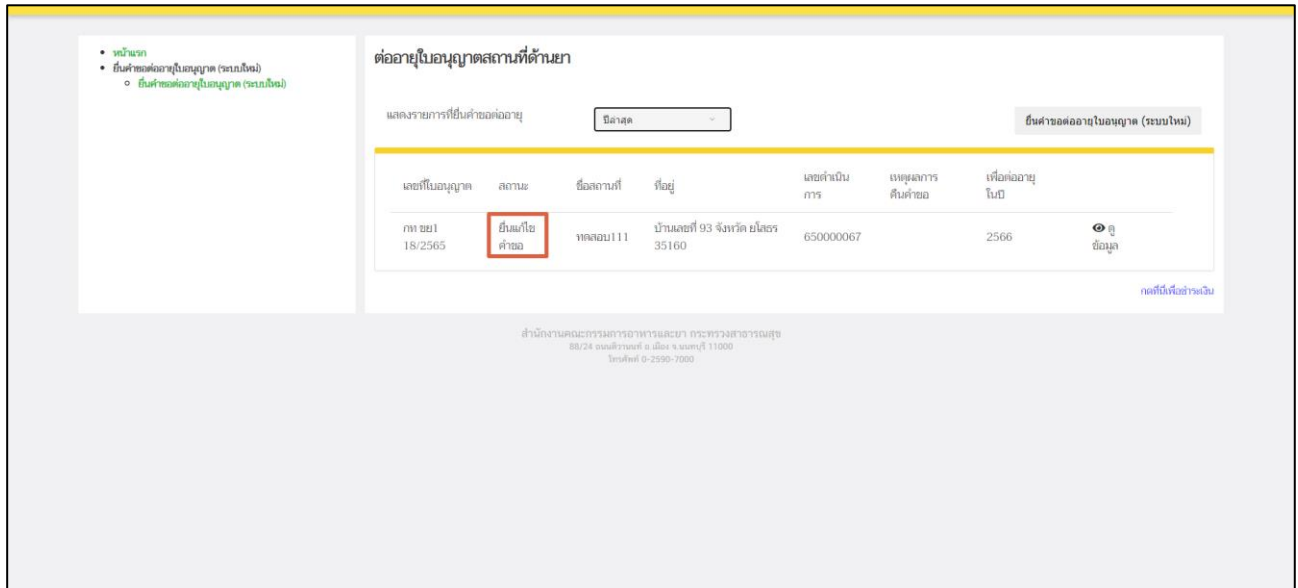 หน้าแรก
ยื่นคำขอต่ออายุใบอนุญาต (ระบบใหม่)
ยื่นคำขอต่ออายุใบอนุญาต (ระบบใหม่)
ต่ออายุใบอนุญาตสถานที่ด้านยา
แสดงรายการที่ยื่นคำขอต่ออายุ
ปีล่าสุด
ยื่นคำขอต่ออายุใบอนุญาต (ระบบใหม่)
เลขที่ใบอนุญาต สถานะ ชื่อสถานที่ ที่อยู่ เลขดำเนิน เหตุผลการ เพื่อต่ออายุ
การ คืนคำขอ ในปี
กท ขย1 ยื่นแก้ไข ทดสอบ111 บ้านเลขที่ 93 จังหวัด ยโสธร 650000067 2566 ดู
18/2565 คำขอ 35160 ข้อมูล
กดที่นี่เพื่อชำระเงิน
สำนักงานคณะกรรมการอาหารและยา กระทรวงสาธารณสุข
88/24 ถนนติวานนท์ อ.เมือง จ.นนทบุรี 11000
โทรศัพท์ 0-2590-7000